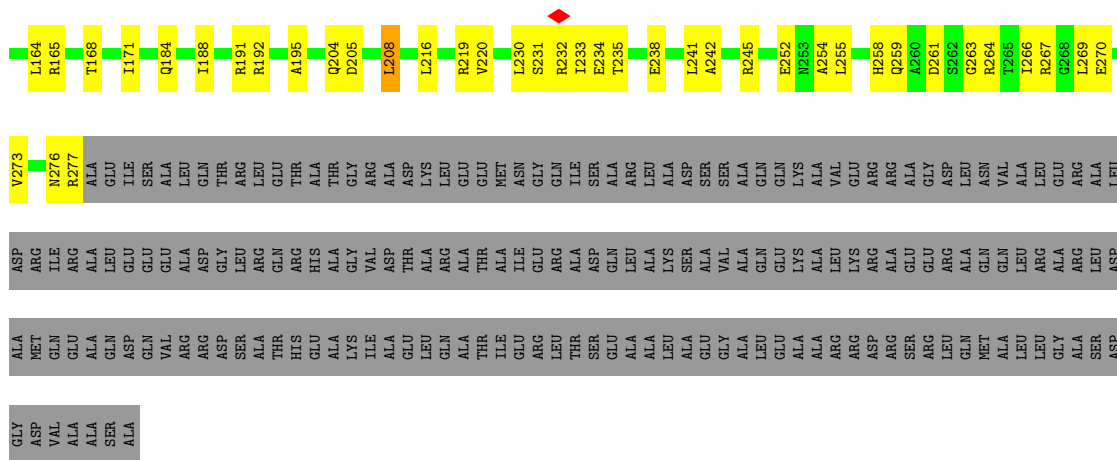 L164 R165 T168 I171 Q184 I188 R191 R192 A195 Q204 D205 L208 L216 R219 V220 L230 S231 R232 I233 E234 T235 E238 L241 A242 R245 E252 N253 A254 L255 H258 Q259 A260 D261 S262 G263 R264 T265 I266 R267 G268 L269 E270
V273 N276 R277 ALA GLU ILE SER ALA LEU GLN THR ARG LEU GLU THR ALA THR GLY ARG ALA ASP LYS LEU GLU GLU MET ASN GLY GLN ILE SER ALA ARG LEU ALA ASP SER SER ALA GLN GLN LYS ALA VAL GLU ARG ARG ALA GLY ASP LEU ASN VAL ALA LEU GLU ARG ALA LEU
ASP ARG ILE ARG ALA LEU GLU GLU GLU ALA ASP GLY LEU ARG GLN ARG HIS ALA GLY VAL ASP THR ALA ARG ALA THR ALA ILE GLU ARG ALA ASP GLN LEU ALA LYS SER ALA VAL ALA GLN GLU LYS ALA LEU LYS ARG ALA GLU GLU ARG ALA GLN GLN LEU ARG ALA ARG LEU ASP
ALA MET GLN GLU ALA GLN ASP GLN VAL ARG ARG ASP SER ALA THR HIS GLU ALA LYS ILE ALA GLU LEU GLN ALA THR ILE GLU ARG LEU THR SER GLU ALA ALA LEU ALA GLU GLY ALA LEU GLU ALA ALA ARG ARG ASP ARG SER ARG LEU GLN MET ALA LEU LEU GLY ALA SER ASP
GLY ASP VAL ALA ALA SER ALA